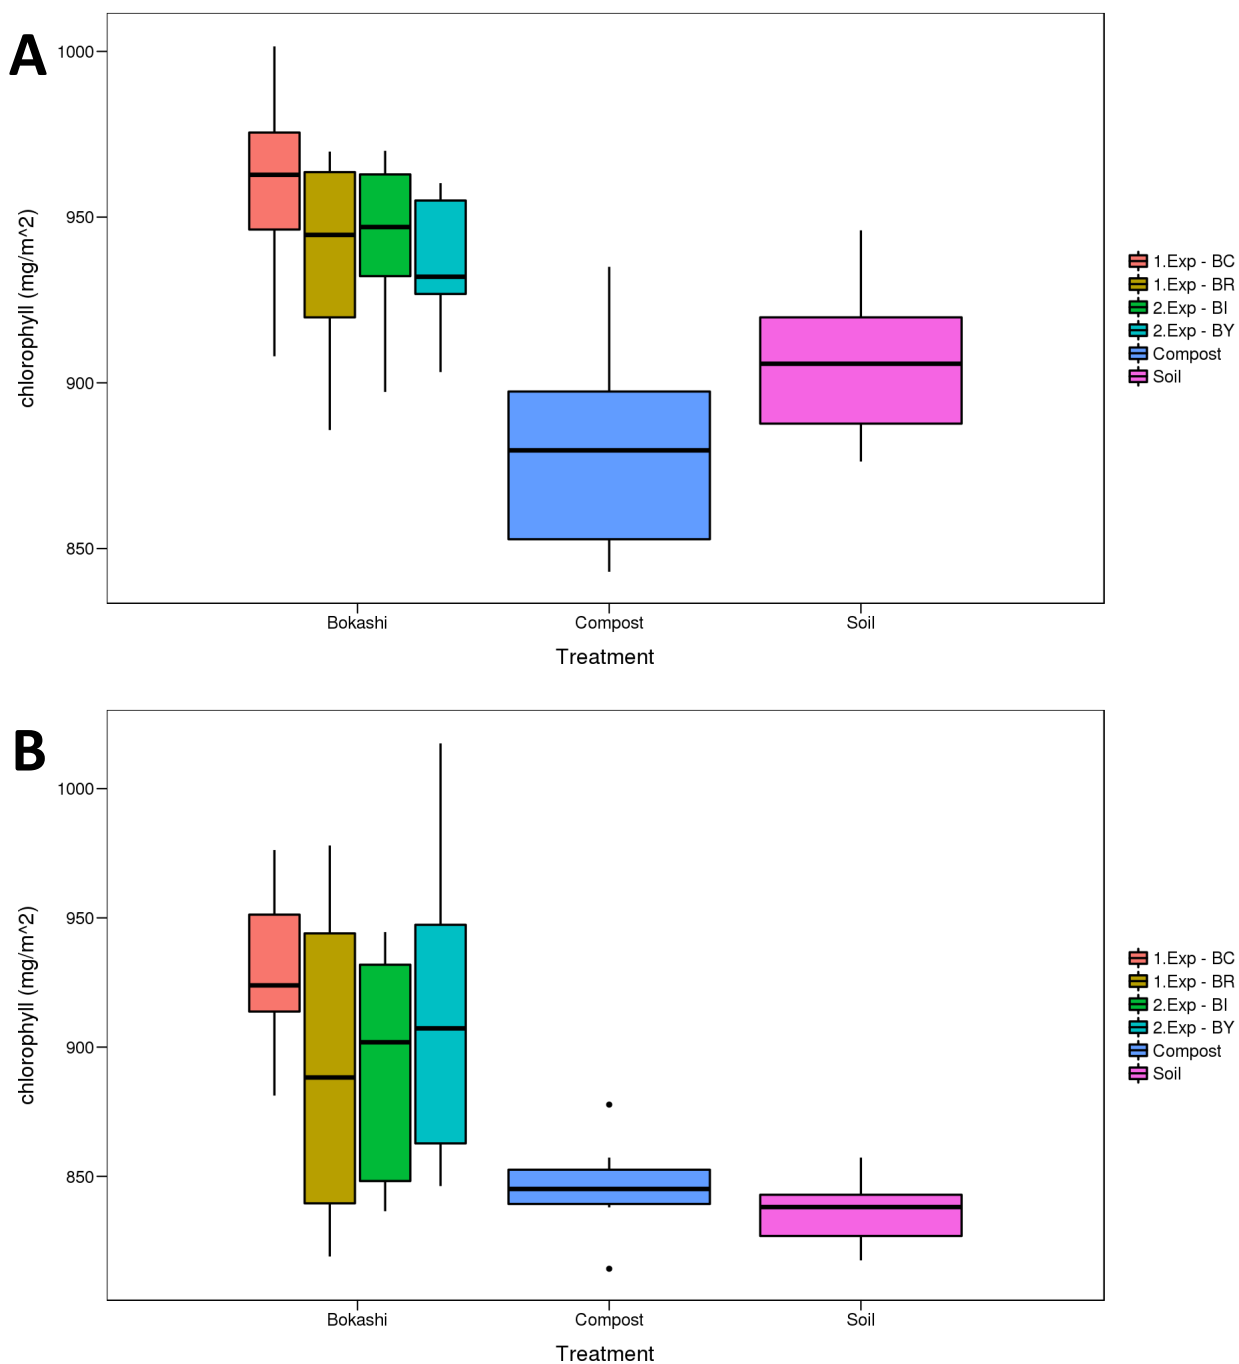 A
1000
950
900
850
chlorophyll (mg/m^2)
Bokashi
Compost
Soil
Treatment
1.Exp - BC
1.Exp - BR
2.Exp - BI
2.Exp - BY
Compost
Soil
B
1000
950
900
850
chlorophyll (mg/m^2)
Bokashi
Compost
Soil
Treatment
1.Exp - BC
1.Exp - BR
2.Exp - BI
2.Exp - BY
Compost
Soil